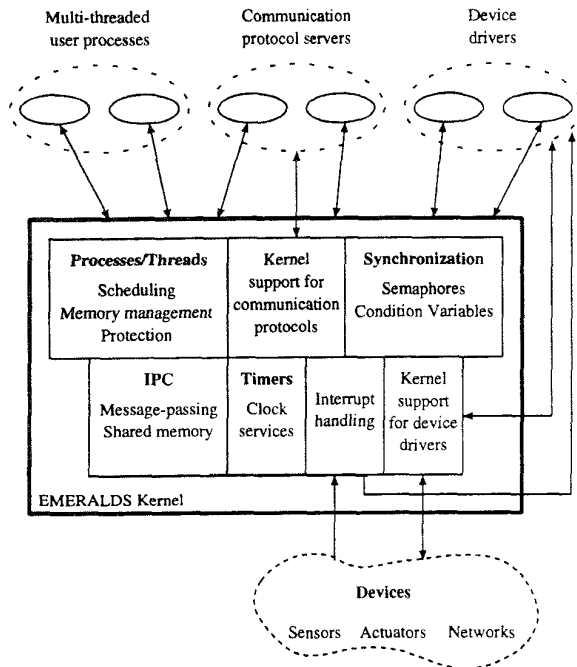 Multi-threaded
user processes
Communication
protocol servers
Device
drivers
Processes/Threads
Scheduling
Memory management
Protection
Kernel
support for
communication
protocols
Synchronization
Semaphores
Condition Variables
IPC
Message-passing
Shared memory
Timers
Clock
services
Interrupt
handling
Kernel
support
for device
drivers
EMERALDS Kernel
Devices
Sensors Actuators Networks